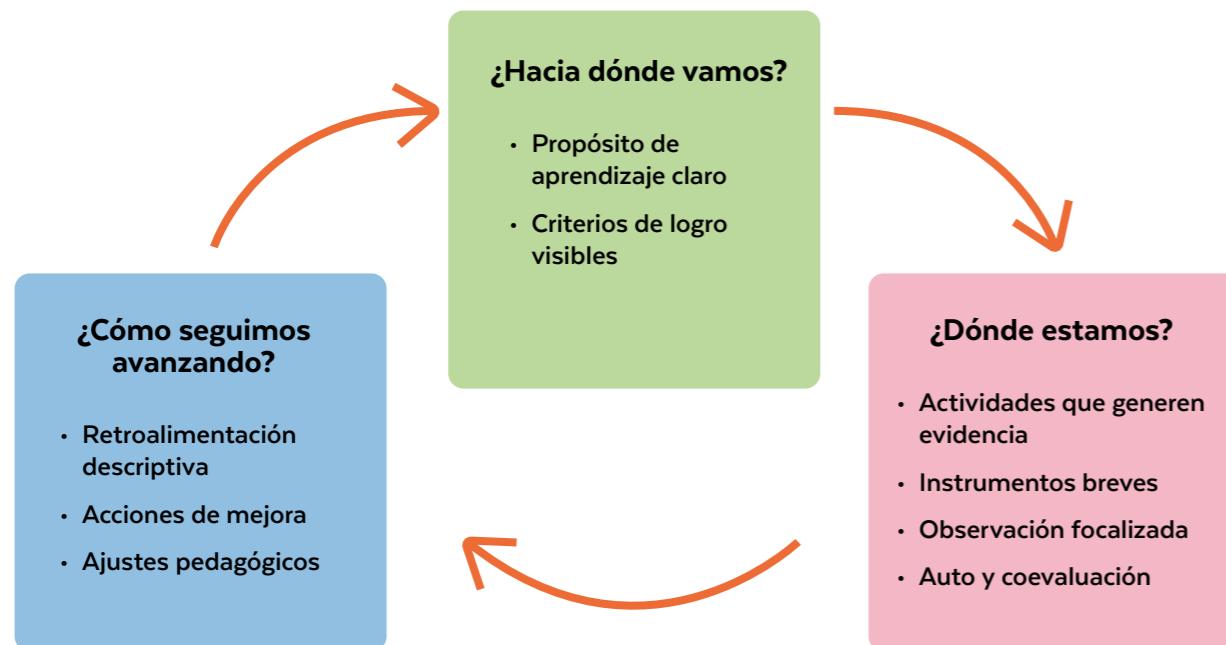 ¿Hacia dónde vamos?
• Propósito de
aprendizaje claro
• Criterios de logro
visibles
¿Dónde estamos?
• Actividades que generen
evidencia
• Instrumentos breves
• Observación focalizada
• Auto y coevaluación
¿Cómo seguimos
avanzando?
• Retroalimentación
descriptiva
• Acciones de mejora
• Ajustes pedagógicos